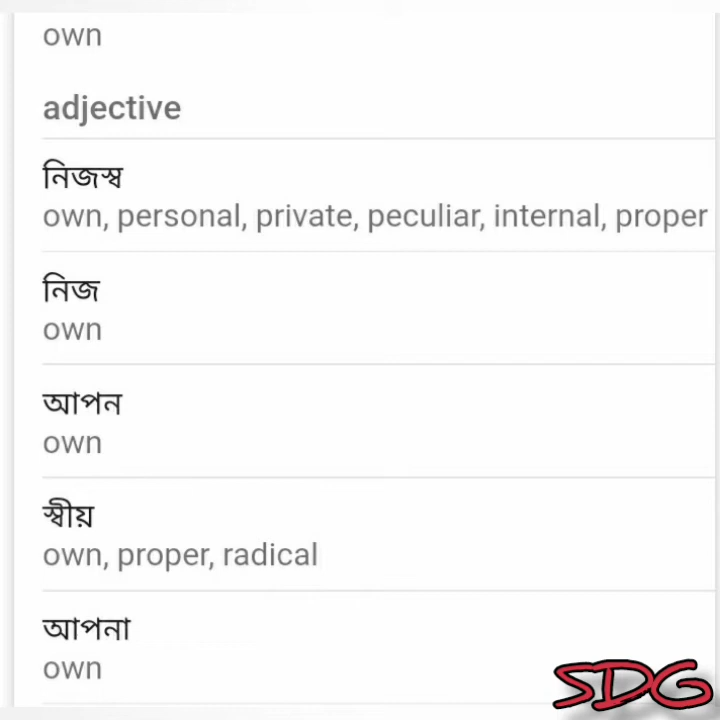 own
adjective
নিজস্ব
own, personal, private, peculiar, internal, proper
নিজ
own
আপন
own
স্বীয়
own, proper, radical
আপনা
own
SDG